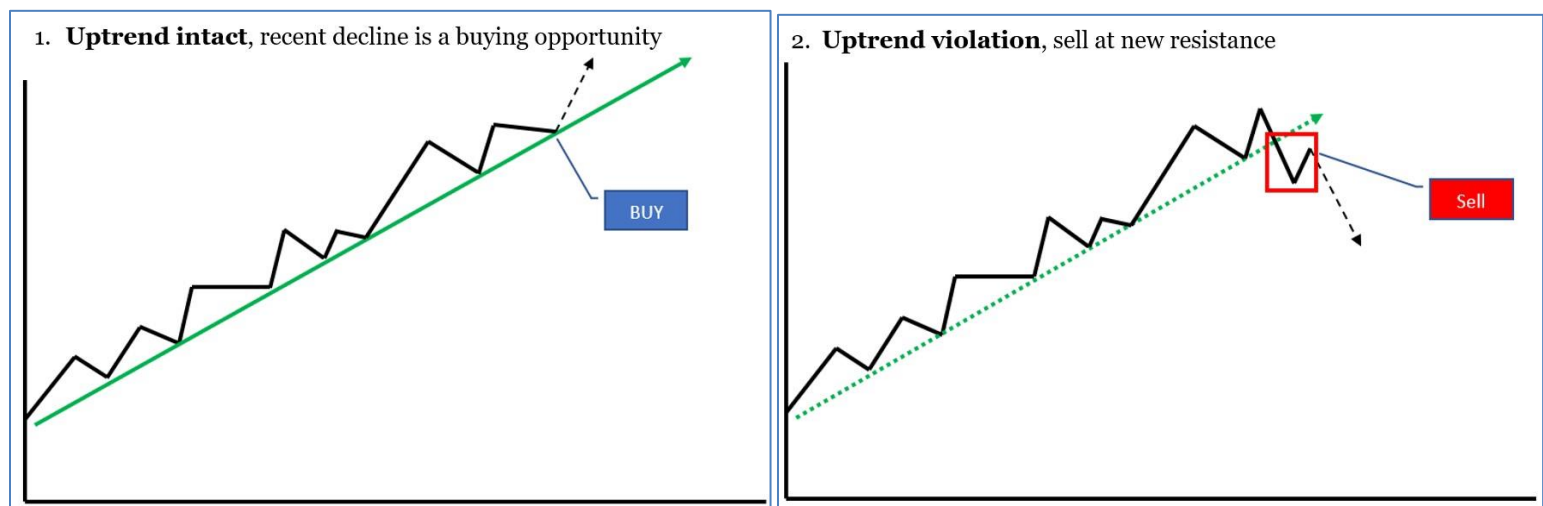 1. Uptrend intact, recent decline is a buying opportunity
BUY
2. Uptrend violation, sell at new resistance
Sell